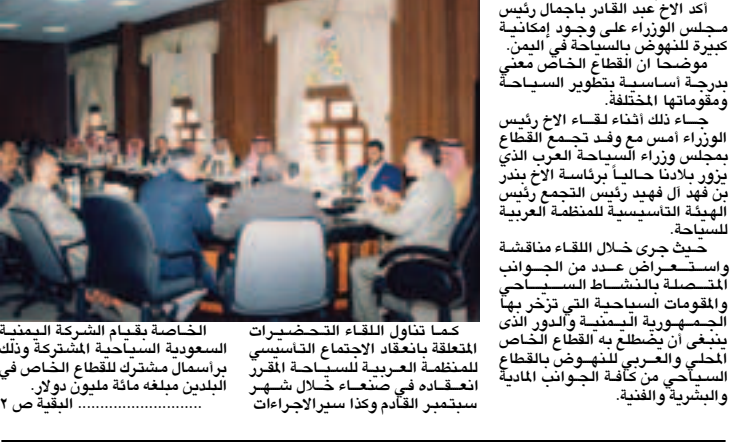 أكد الاخ عبد القادر باجمال رئيس
مجلس الوزراء على وجود إمكانية
كبيرة للنهوض بالسياحة في اليمن.
موضحا ان القطاع الخاص معني
بدرجة أساسية بتطوير السياحة
ومقوماتها المختلفة.
جاء ذلك أثناء لقاء الاخ رئيس
الوزراء أمس مع وفد تجمع القطاع
بمجلس وزراء السياحة العرب الذي
يزور بلادنا حالياً برئاسة الاخ بندر
بن فهد آل فهيد رئيس التجمع رئيس
الهيئة التأسيسية للمنظمة العربية
للسياحة.
حيث جرى خلال اللقاء مناقشة
واستعراض عدد من الجوانب
المتصلة بالنشاط السياحي
والمقومات السياحية التي تزخر بها
الجمهورية اليمنية والدور الذى
ينبغى أن يضطلع به القطاع الخاص
المحلي والعربي للنهوض بالقطاع
السياحي من كافة الجوانب المادية
والبشرية والفنية.
كما تناول اللقاء التحضيرات
المتعلقة بانعقاد الاجتماع التأسيسي
للمنظمة العربية للسياحة المقرر
انعقاده في صنعاء خلال شهر
سبتمبر القادم وكذا سير الاجراءات
الخاصة بقيام الشركة اليمنية
السعودية السياحية المشتركة وذلك
برأسمال مشترك للقطاع الخاص في
البلدين مبلغه مائة مليون دولار.
............................ البقية ص ٢